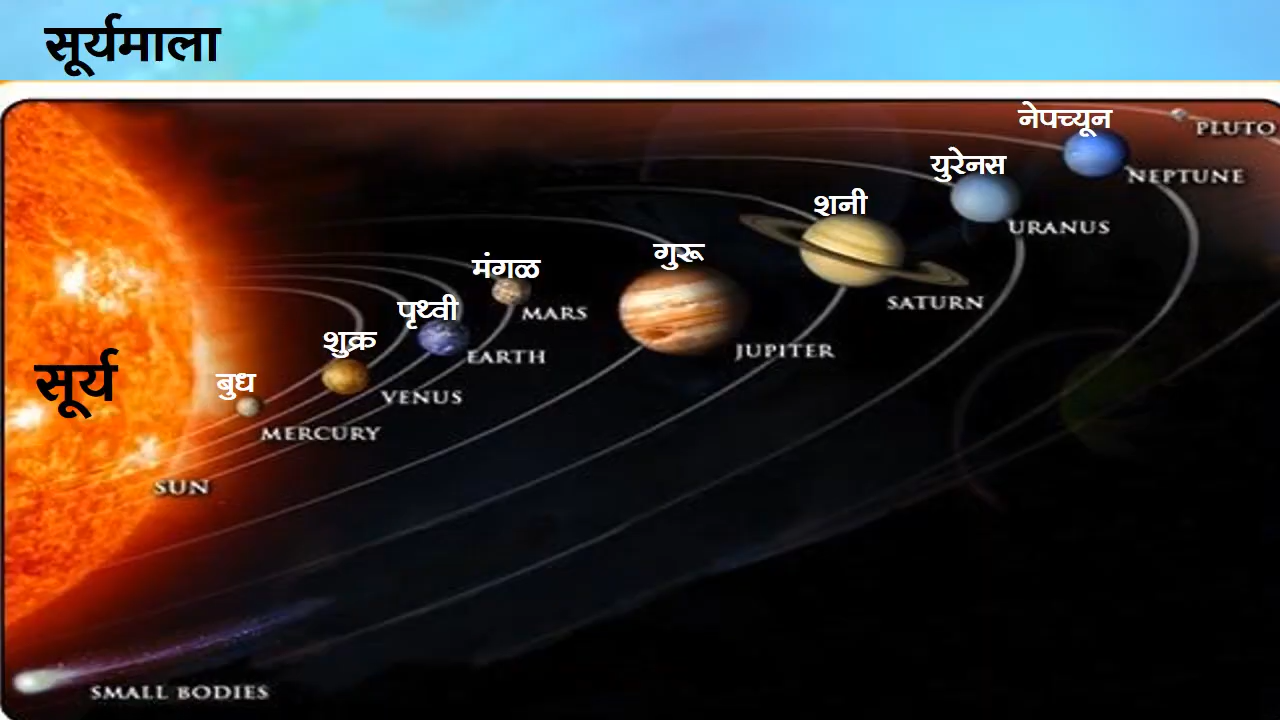 सूर्यमाला
नेपच्यून
PLUTO
युरेनस
NEPTUNE
शनी
URANUS
गुरू
मंगळ
SATURN
पृथ्वी
MARS
शुक्र
EARTH
JUPITER
सूर्य
बुध
VENUS
MERCURY
SUN
SMALL BODIES